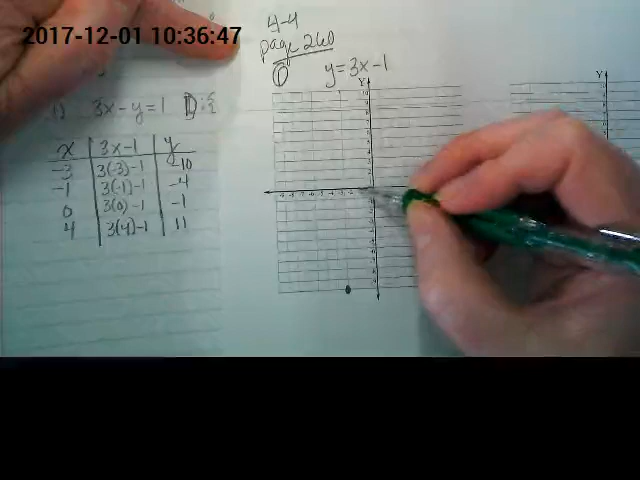 2017-12-01 10:36:47
4-4
page 260
1 y = 3x - 1
1) 3x - y = 1 D:{
x | 3x - 1 | y
-3 | 3(-3) - 1 | -10
-1 | 3(-1) - 1 | -4
0 | 3(0) - 1 | -1
4 | 3(4) - 1 | 11
Y
Y